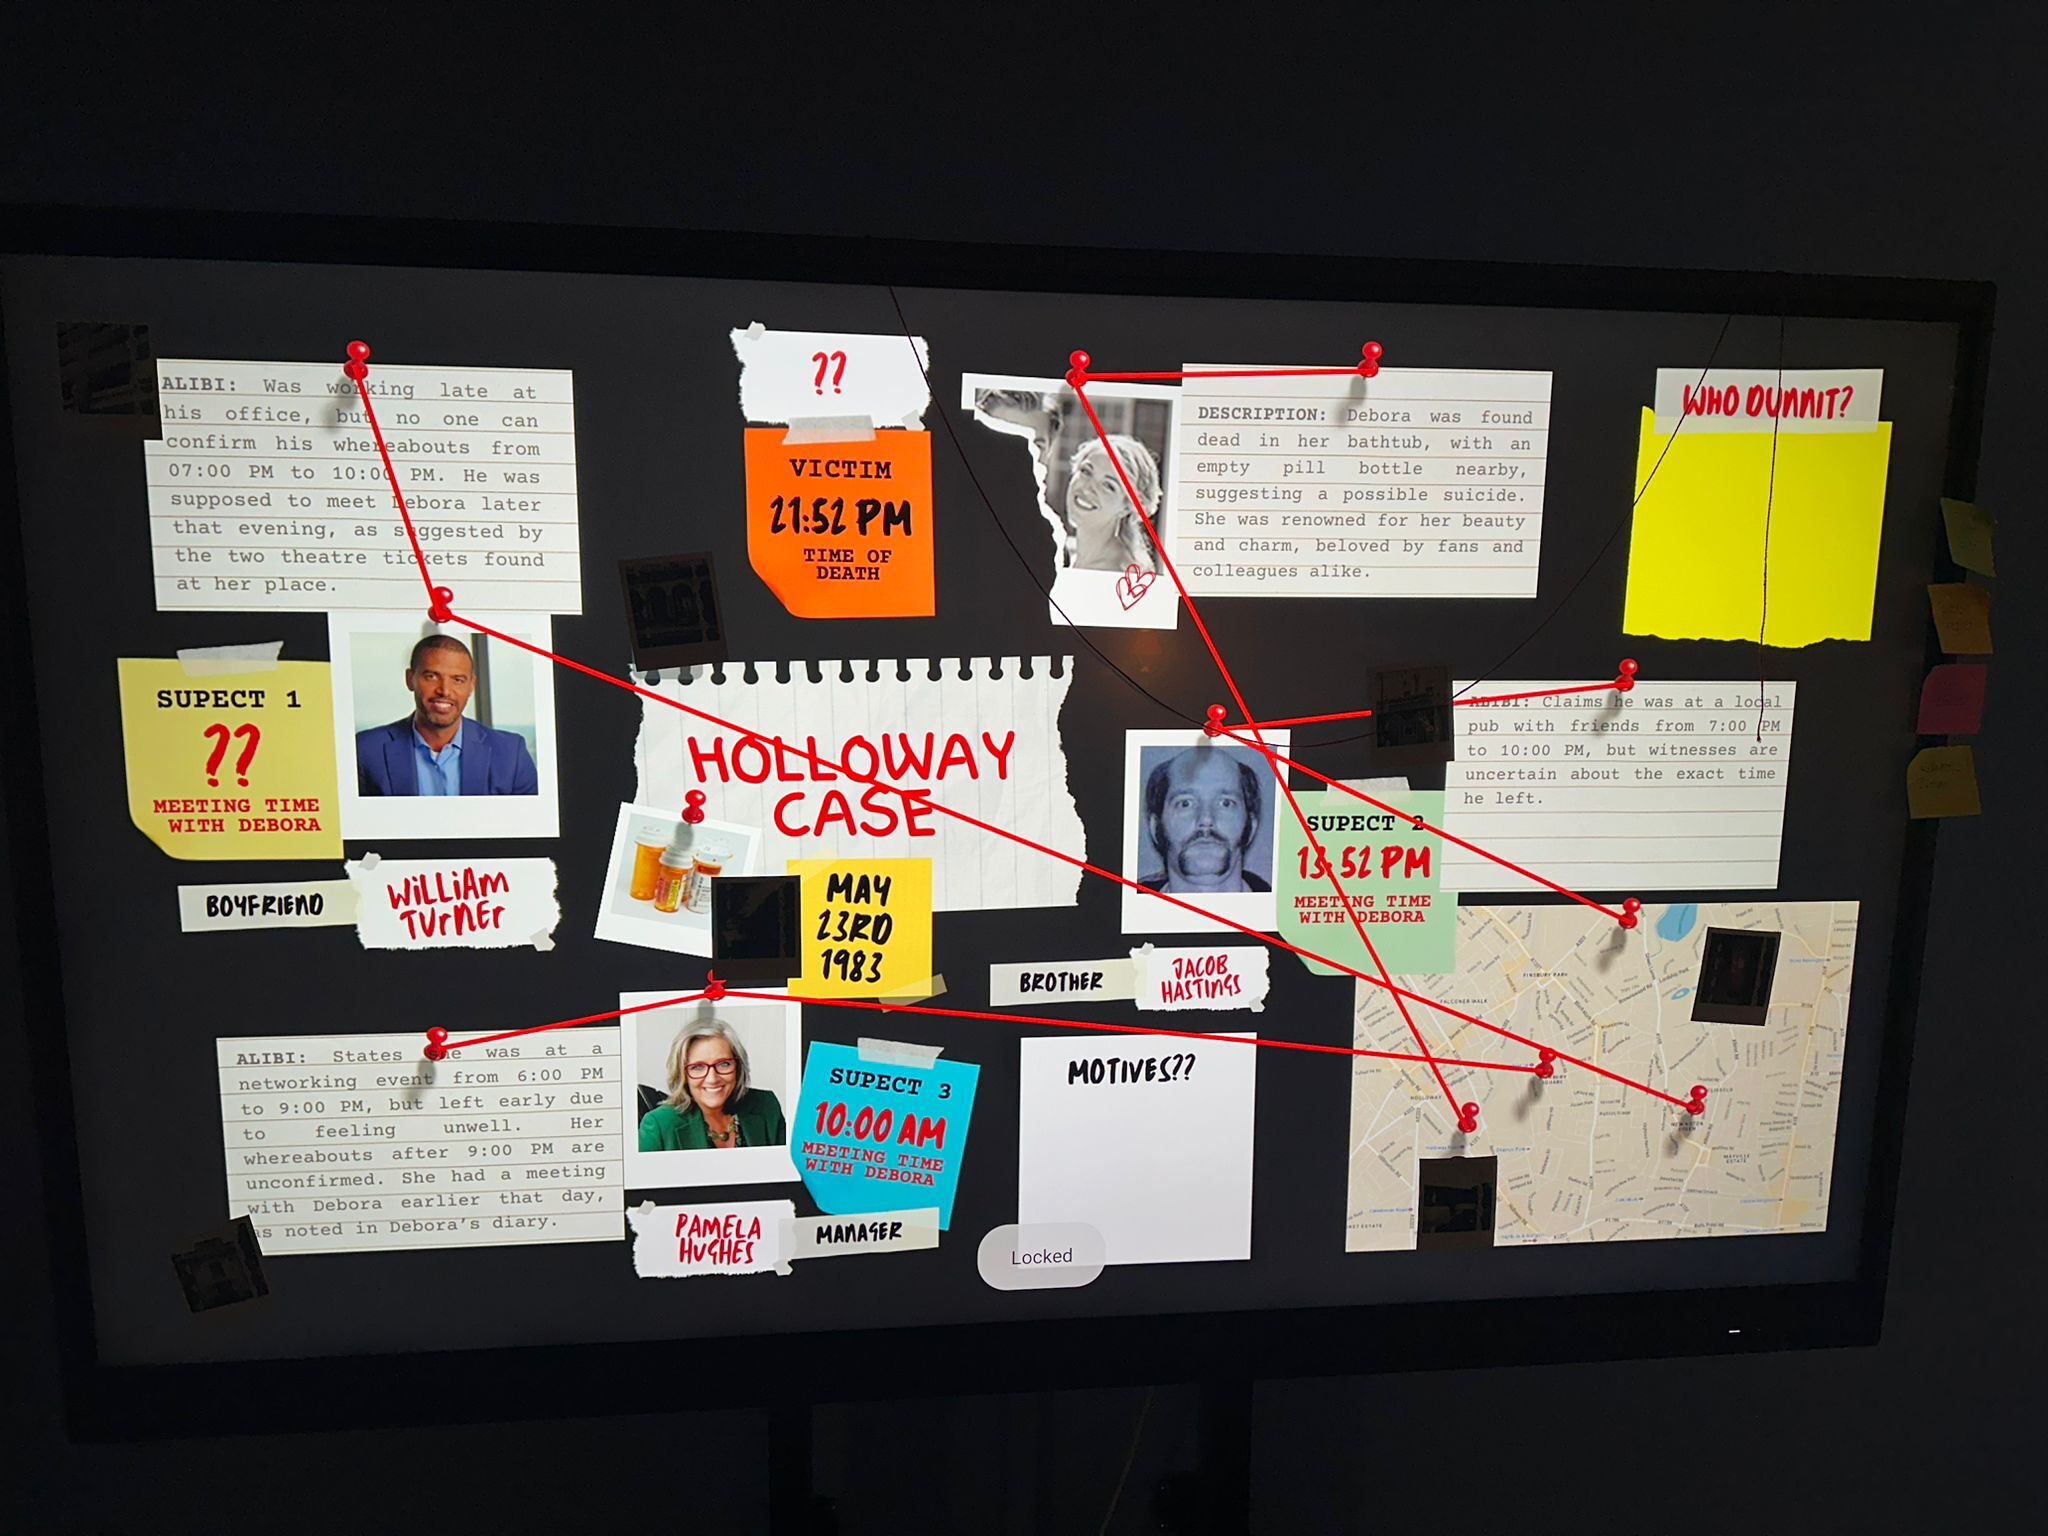 ALIBI: Was working late at
his office, but no one can
confirm his whereabouts from
07:00 PM to 10:00 PM. He was
supposed to meet Debora later
that evening, as suggested by
the two theatre tickets found
at her place.
??
VICTIM
21:52 PM
TIME OF
DEATH
DESCRIPTION: Debora was found
dead in her bathtub, with an
empty pill bottle nearby,
suggesting a possible suicide.
She was renowned for her beauty
and charm, beloved by fans and
colleagues alike.
WHO DUNNIT?
SUPECT 1
??
MEETING TIME
WITH DEBORA
BOYFRIEND
WiLLiAM
TurnEr
HOLLOWAY
CASE
MAY
23RD
1983
ALIBI: Claims he was at a local
pub with friends from 7:00 PM
to 10:00 PM, but witnesses are
uncertain about the exact time
he left.
SUPECT 2
13:52 PM
MEETING TIME
WITH DEBORA
BROTHER
JACOB
HASTINGS
ALIBI: States she was at a
networking event from 6:00 PM
to 9:00 PM, but left early due
to feeling unwell. Her
whereabouts after 9:00 PM are
unconfirmed. She had a meeting
with Debora earlier that day,
as noted in Debora's diary.
SUPECT 3
10:00 AM
MEETING TIME
WITH DEBORA
PAMELA
HUGHES
MANAGER
MOTIVES??
Locked
FINSBURY PARK
FALCONER WALK
HOLLOWAY
MAYVILLE
ESTATE